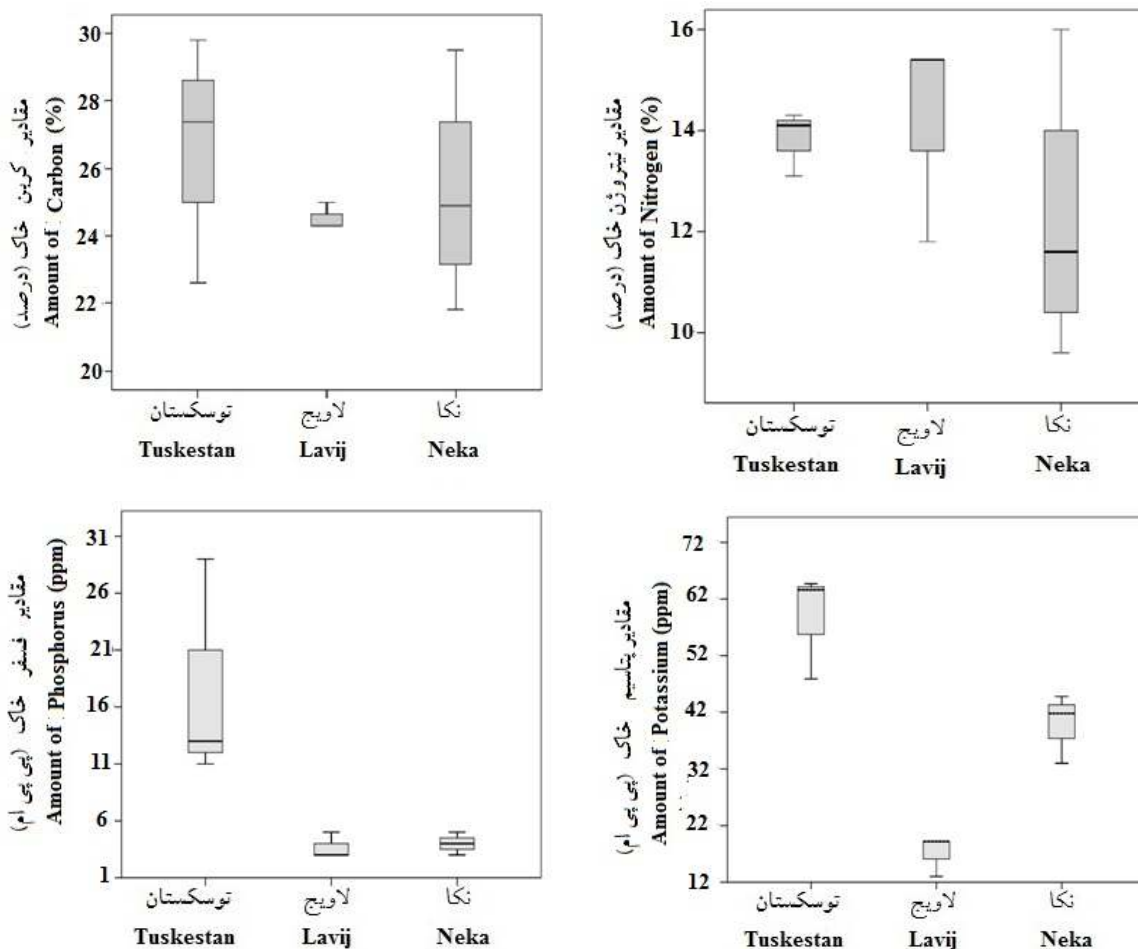 مقادیر کربن خاک (درصد)
Amount of Carbon (%)
30
28
26
24
22
20
توسکستان
لاویج
نکا
Tuskestan
Lavij
Neka
مقادیر نیتروژن خاک (درصد)
Amount of Nitrogen (%)
16
14
12
10
توسکستان
لاویج
نکا
Tuskestan
Lavij
Neka
مقادیر فسفر خاک (پی پی ام)
Amount of Phosphorus (ppm)
31
26
21
16
11
6
1
توسکستان
لاویج
نکا
Tuskestan
Lavij
Neka
مقادیر پتاسیم خاک (پی پی ام)
Amount of Potassium (ppm)
72
62
52
42
32
22
12
توسکستان
لاویج
نکا
Tuskestan
Lavij
Neka